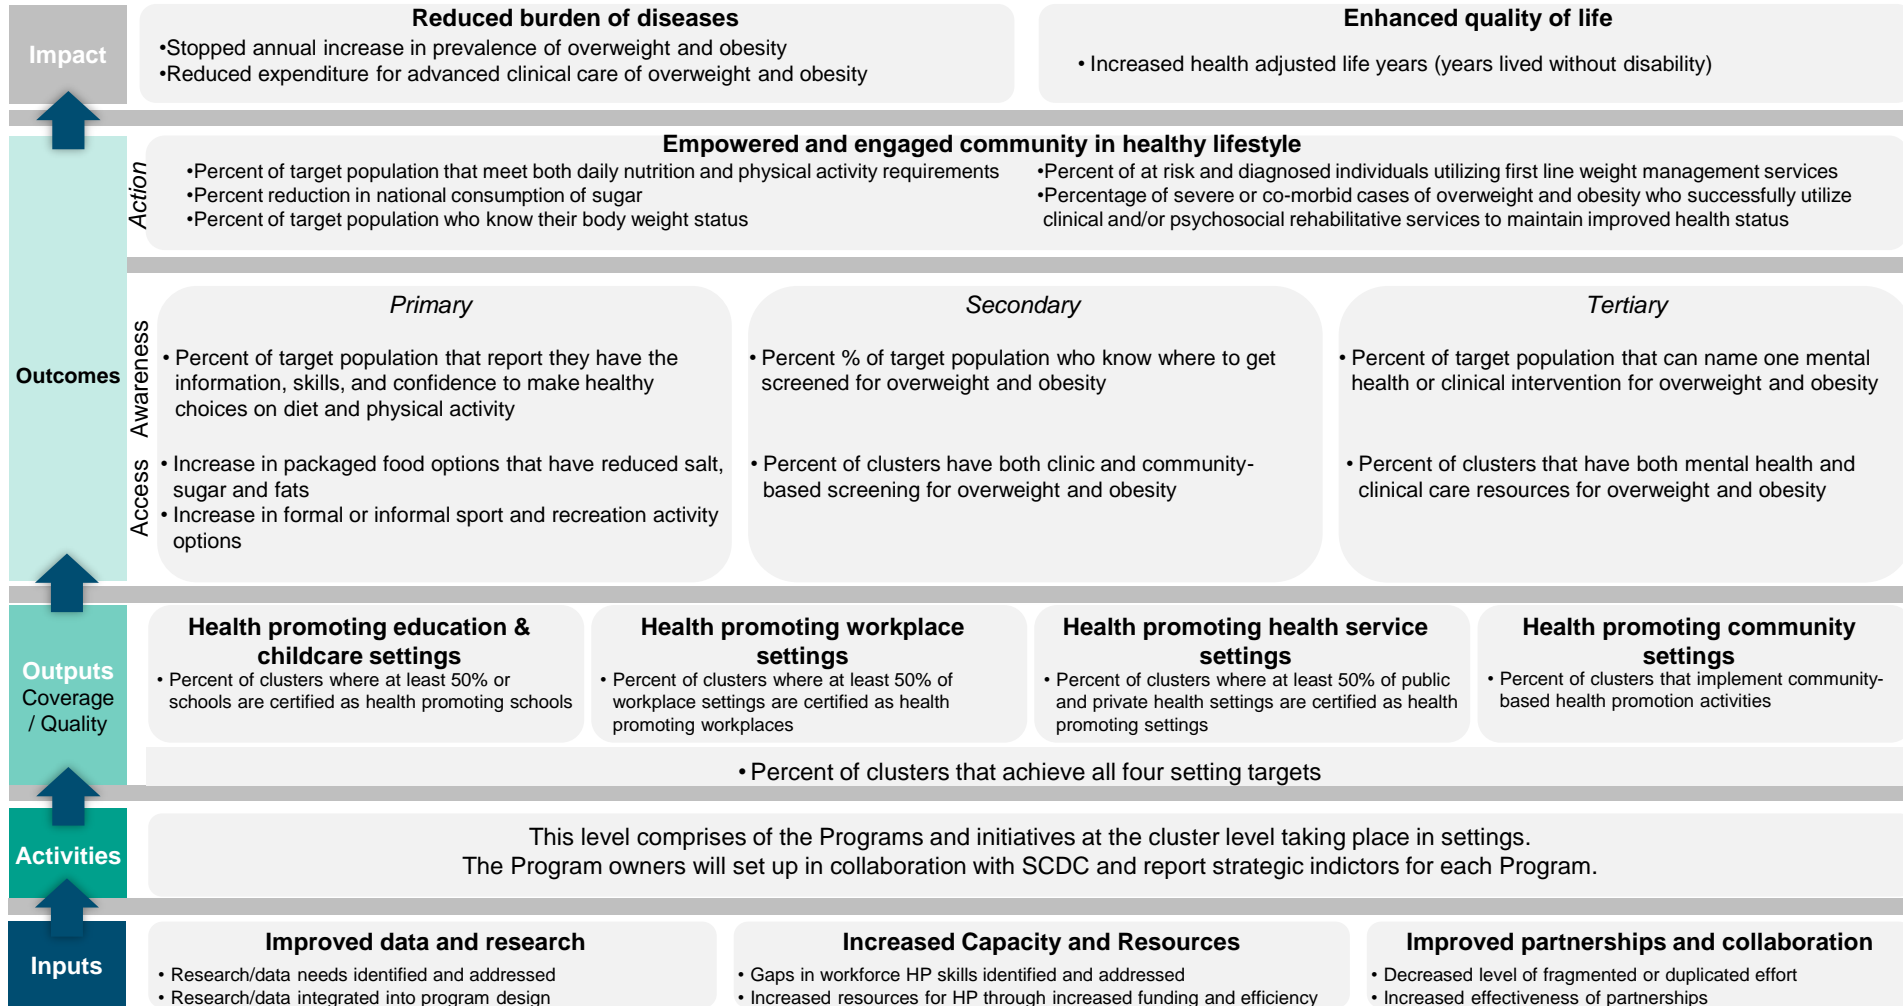 Impact
Reduced burden of diseases
•Stopped annual increase in prevalence of overweight and obesity
•Reduced expenditure for advanced clinical care of overweight and obesity
Enhanced quality of life
• Increased health adjusted life years (years lived without disability)
Outcomes
Action
Empowered and engaged community in healthy lifestyle
•Percent of target population that meet both daily nutrition and physical activity requirements
•Percent reduction in national consumption of sugar
•Percent of target population who know their body weight status
•Percent of at risk and diagnosed individuals utilizing first line weight management services
•Percentage of severe or co-morbid cases of overweight and obesity who successfully utilize
clinical and/or psychosocial rehabilitative services to maintain improved health status
Primary
Secondary
Tertiary
Awareness
• Percent of target population that report they have the
information, skills, and confidence to make healthy
choices on diet and physical activity
• Percent % of target population who know where to get
screened for overweight and obesity
• Percent of target population that can name one mental
health or clinical intervention for overweight and obesity
Access
• Increase in packaged food options that have reduced salt,
sugar and fats
• Increase in formal or informal sport and recreation activity
options
• Percent of clusters have both clinic and community-
based screening for overweight and obesity
• Percent of clusters that have both mental health and
clinical care resources for overweight and obesity
Outputs
Coverage
/ Quality
Health promoting education &
childcare settings
• Percent of clusters where at least 50% or
schools are certified as health promoting schools
Health promoting workplace
settings
• Percent of clusters where at least 50% of
workplace settings are certified as health
promoting workplaces
Health promoting health service
settings
• Percent of clusters where at least 50% of public
and private health settings are certified as health
promoting settings
Health promoting community
settings
• Percent of clusters that implement community-
based health promotion activities
• Percent of clusters that achieve all four setting targets
Activities
This level comprises of the Programs and initiatives at the cluster level taking place in settings.
The Program owners will set up in collaboration with SCDC and report strategic indictors for each Program.
Inputs
Improved data and research
• Research/data needs identified and addressed
• Research/data integrated into program design
Increased Capacity and Resources
• Gaps in workforce HP skills identified and addressed
• Increased resources for HP through increased funding and efficiency
Improved partnerships and collaboration
• Decreased level of fragmented or duplicated effort
• Increased effectiveness of partnerships